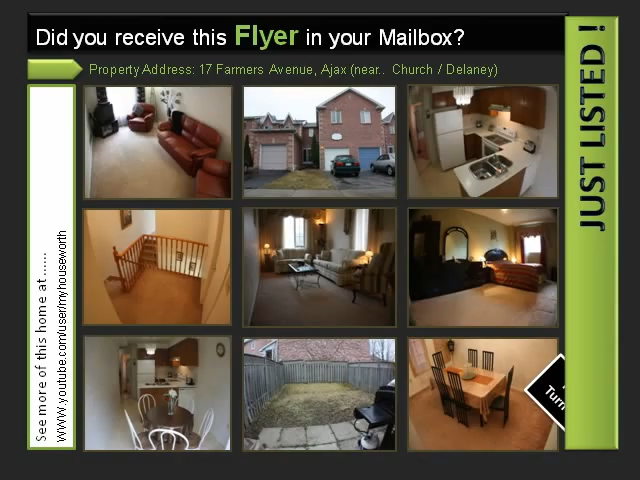 Did you receive this Flyer in your Mailbox?
Property Address: 17 Farmers Avenue, Ajax (near.. Church / Delaney)
JUST LISTED !
See more of this home at ......
WWW.youtube.com/user/myhouseworth
Turn